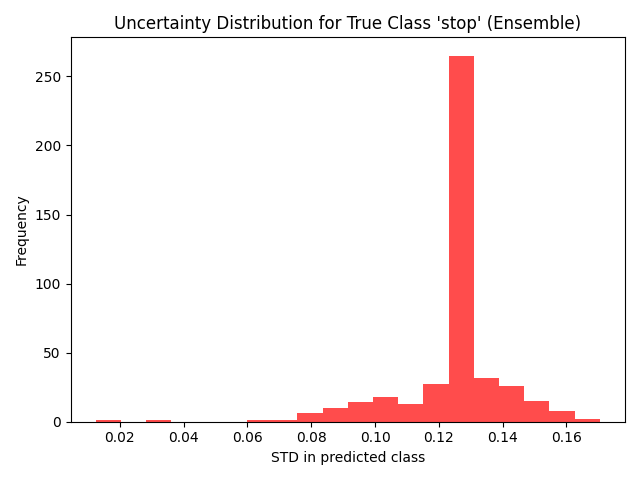 Uncertainty Distribution for True Class 'stop' (Ensemble)
250
200
150
100
50
0
Frequency
0.02 0.04 0.06 0.08 0.10 0.12 0.14 0.16
STD in predicted class